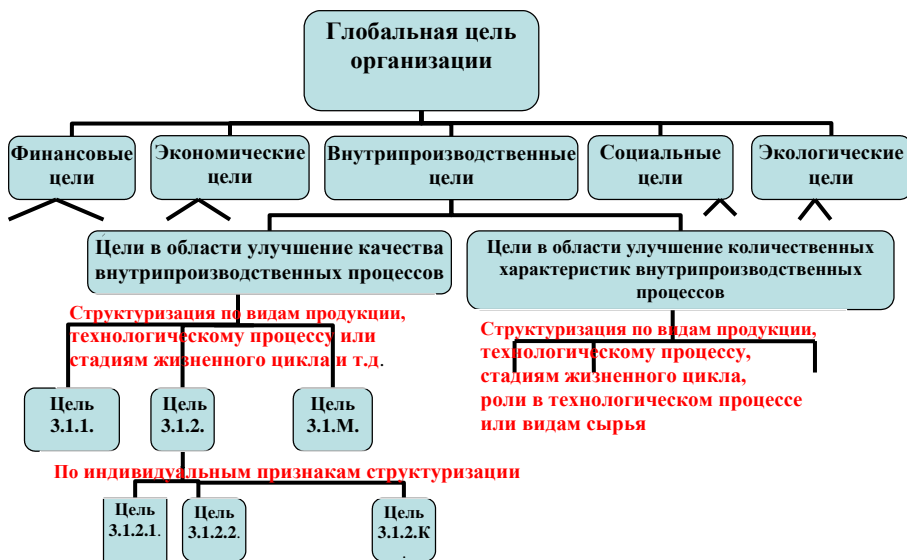 Глобальная цель
организации
Финансовые
цели
Экономические
цели
Внутрипроизводственные
цели
Социальные
цели
Экологические
цели
Цели в области улучшение качества
внутрипроизводственных процессов
Цели в области улучшение количественных
характеристик внутрипроизводственных
процессов
Структуризация по видам продукции,
технологическому процессу или
стадиям жизненного цикла и т.д.
Структуризация по видам продукции,
технологическому процессу,
стадиям жизненного цикла,
роли в технологическом процессе
или видам сырья
Цель
3.1.1.
Цель
3.1.2.
Цель
3.1.М.
По индивидуальным признакам структуризации
Цель
3.1.2.1.
Цель
3.1.2.2.
Цель
3.1.2.К
.